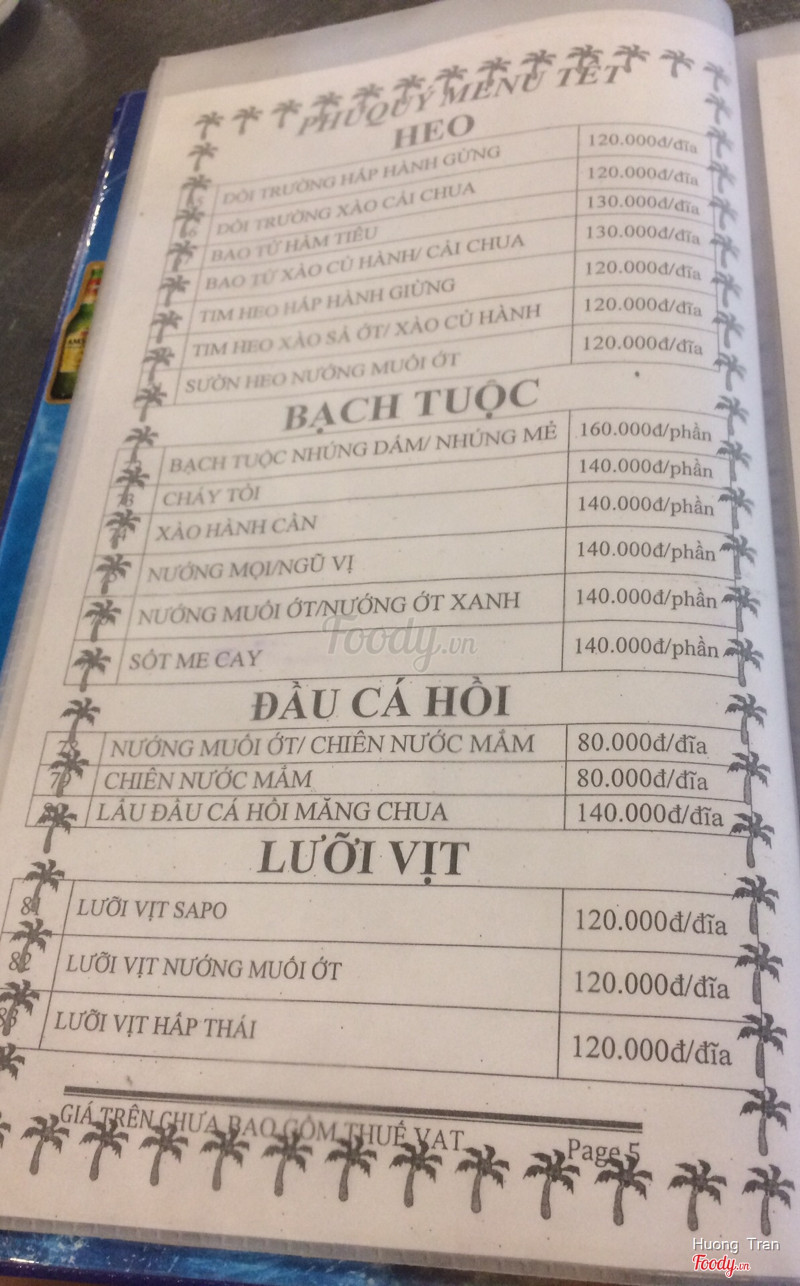 PHUQUÝ MENU TẾT
HEO
DỒI TRƯỜNG HẤP HÀNH GỪNG 120.000đ/đĩa
DỒI TRƯỜNG XÀO CẢI CHUA 120.000đ/đĩa
BAO TỬ HẦM TIÊU 130.000đ/đĩa
BAO TỬ XÀO CỦ HÀNH/ CẢI CHUA 130.000đ/đĩa
TIM HEO HẤP HÀNH GIỪNG 120.000đ/đĩa
TIM HEO XÀO SẢ ỚT/ XÀO CỦ HÀNH 120.000đ/đĩa
SƯỜN HEO NƯỚNG MUỐI ỚT 120.000đ/đĩa
BẠCH TUỘC
BẠCH TUỘC NHÚNG DẤM/ NHÚNG MẺ 160.000đ/phần
CHÁY TỎI 140.000đ/phần
XÀO HÀNH CẦN 140.000đ/phần
NƯỚNG MỌI/NGŨ VỊ 140.000đ/phần
NƯỚNG MUỐI ỚT/NƯỚNG ỚT XANH 140.000đ/phần
SỐT ME CAY 140.000đ/phần
ĐẦU CÁ HỒI
NƯỚNG MUỐI ỚT/ CHIÊN NƯỚC MẮM 80.000đ/đĩa
CHIÊN NƯỚC MẮM 80.000đ/đĩa
LẨU ĐẦU CÁ HỒI MĂNG CHUA 140.000đ/đĩa
LƯỠI VỊT
81 LƯỠI VỊT SAPO 120.000đ/đĩa
82 LƯỠI VỊT NƯỚNG MUỐI ỚT 120.000đ/đĩa
83 LƯỠI VỊT HẤP THÁI 120.000đ/đĩa
GIÁ TRÊN CHƯA BAO GỒM THUẾ VAT Page 5
Foody.vn
Huong Tran
Foody.vn